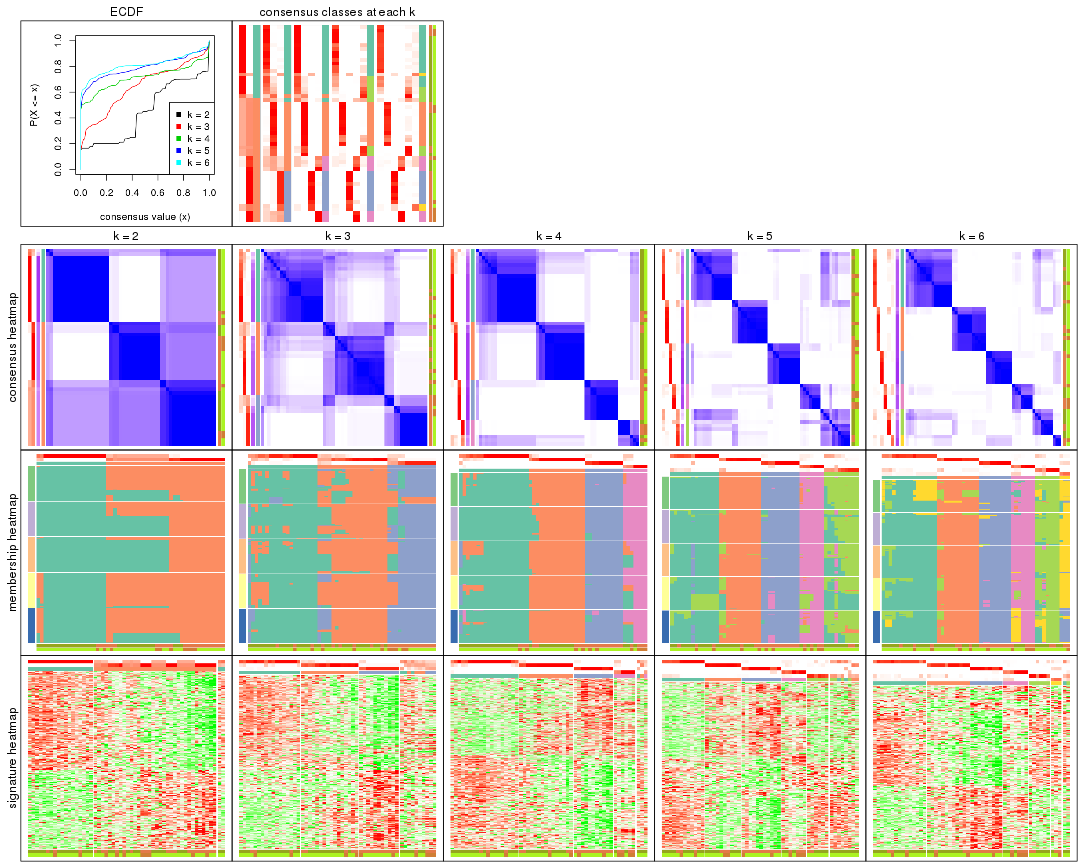 ECDF
consensus classes at each k
P(X <= x)
1.0
0.8
0.6
0.4
0.2
0.0
k = 2
k = 3
k = 4
k = 5
k = 6
0.0 0.2 0.4 0.6 0.8 1.0
consensus value (x)
k = 2 k = 3 k = 4 k = 5 k = 6
consensus heatmap
membership heatmap
signature heatmap